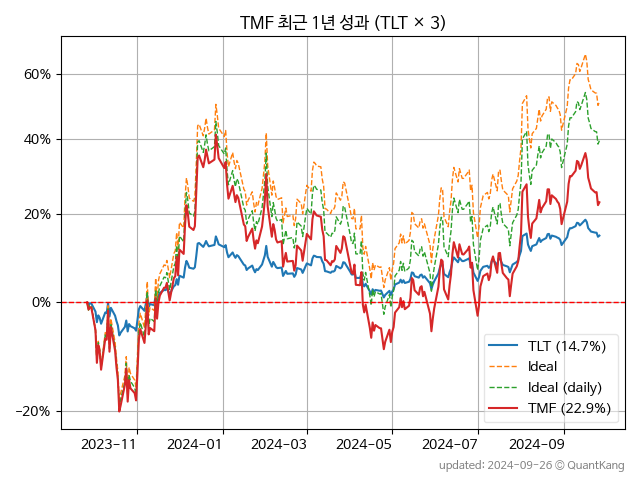 TMF 최근 1년 성과 (TLT × 3)
60%
40%
20%
0%
−20%
2023-11
2024-01
2024-03
2024-05
2024-07
2024-09
TLT (14.7%)
Ideal
Ideal (daily)
TMF (22.9%)
updated: 2024-09-26 © QuantKang